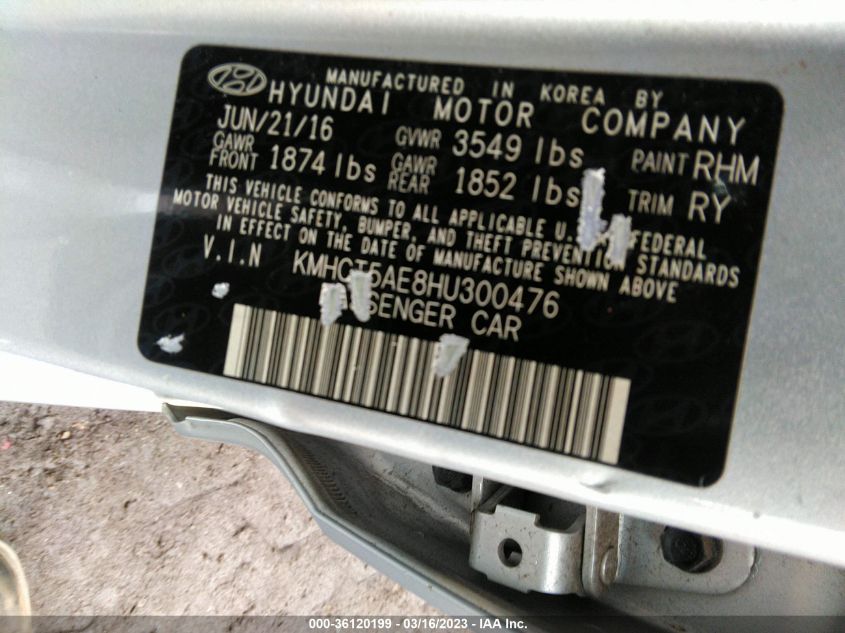 MANUFACTURED IN KOREA BY
HYUNDAI MOTOR COMPANY
JUN/21/16 GVWR 3549 lbs PAINT RHM
GAWR FRONT 1874 lbs GAWR REAR 1852 lbs TRIM RY
THIS VEHICLE CONFORMS TO ALL APPLICABLE U. FEDERAL
MOTOR VEHICLE SAFETY, BUMPER, AND THEFT PREVENTION STANDARDS
IN EFFECT ON THE DATE OF MANUFACTURE SHOWN ABOVE
V.I.N KMHCT5AE8HU300476
SENGER CAR
000-36120199 - 03/16/2023 - IAA Inc.